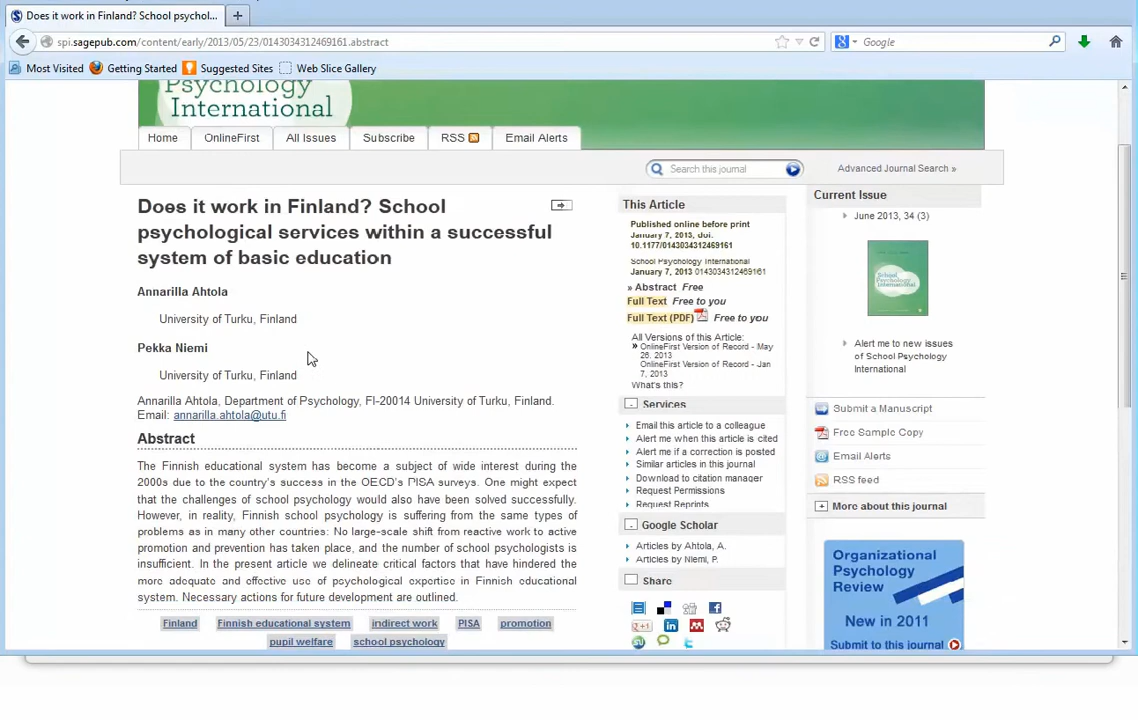 Does it work in Finland? School psychol...
spi.sagepub.com/content/early/2013/05/23/0143034312469161.abstract
Google
Most Visited
Getting Started
Suggested Sites
Web Slice Gallery
Psychology
International
Home
OnlineFirst
All Issues
Subscribe
RSS
Email Alerts
Search this journal
Advanced Journal Search »
Does it work in Finland? School
psychological services within a successful
system of basic education
Annarilla Ahtola
University of Turku, Finland
Pekka Niemi
University of Turku, Finland
Annarilla Ahtola, Department of Psychology, FI-20014 University of Turku, Finland.
Email: annarilla.ahtola@utu.fi
Abstract
The Finnish educational system has become a subject of wide interest during the
2000s due to the country's success in the OECD's PISA surveys. One might expect
that the challenges of school psychology would also have been solved successfully.
However, in reality, Finnish school psychology is suffering from the same types of
problems as in many other countries: No large-scale shift from reactive work to active
promotion and prevention has taken place, and the number of school psychologists is
insufficient. In the present article we delineate critical factors that have hindered the
more adequate and effective use of psychological expertise in Finnish educational
system. Necessary actions for future development are outlined.
Finland
Finnish educational system
indirect work
PISA
promotion
pupil welfare
school psychology
This Article
Published online before print
January 7, 2013, doi:
10.1177/0143034312469161
School Psychology International
January 7, 2013 0143034312469161
» Abstract Free
Full Text Free to you
Full Text (PDF) Free to you
All Versions of this Article:
» OnlineFirst Version of Record - May
26, 2013
OnlineFirst Version of Record - Jan
7, 2013
What's this?
Services
Email this article to a colleague
Alert me when this article is cited
Alert me if a correction is posted
Similar articles in this journal
Download to citation manager
Request Permissions
Request Reprints
Google Scholar
Articles by Ahtola, A.
Articles by Niemi, P.
Share
+1
Current Issue
June 2013, 34 (3)
School
Psychology
International
Alert me to new issues
of School Psychology
International
Submit a Manuscript
Free Sample Copy
Email Alerts
RSS feed
More about this journal
Organizational
Psychology
Review
New in 2011
Submit to this journal